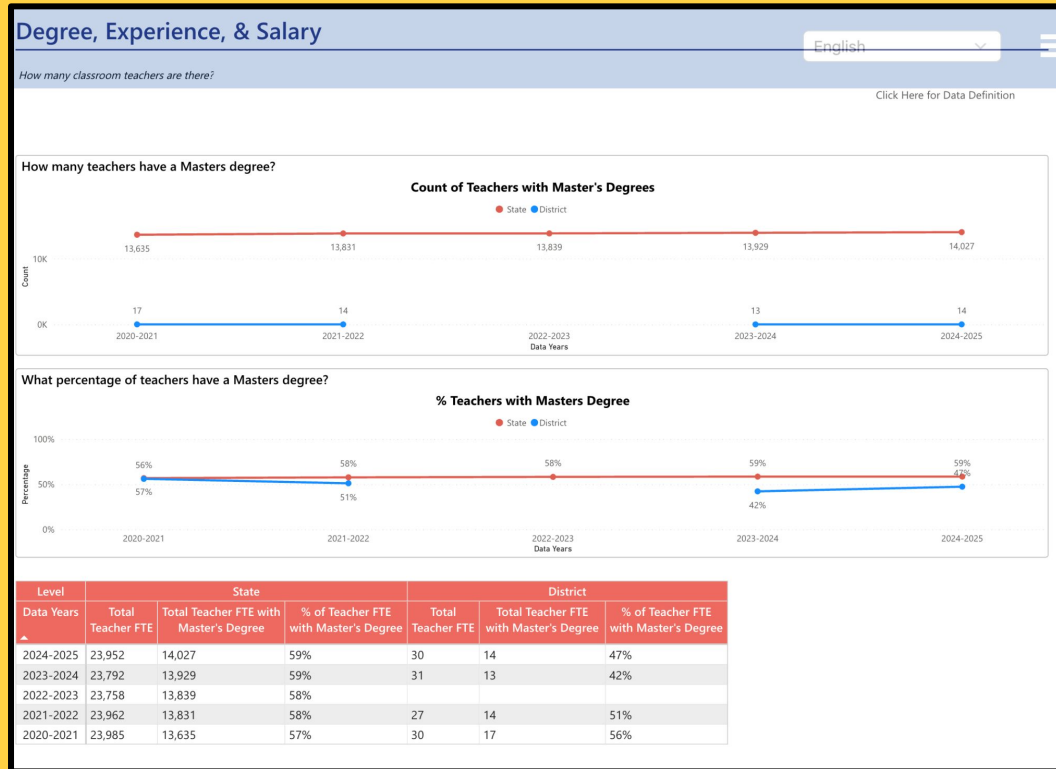 Degree, Experience, & Salary
English
How many classroom teachers are there?
Click Here for Data Definition
How many teachers have a Masters degree?
Count of Teachers with Master's Degrees
State District
13,635 13,831 13,839 13,929 14,027
10K
Count
17 14 13 14
0K
2020-2021 2021-2022 2022-2023 2023-2024 2024-2025
Data Years
What percentage of teachers have a Masters degree?
% Teachers with Masters Degree
State District
100%
56% 58% 58% 59% 59%
47%
Percentage
50%
57% 51% 42%
0%
2020-2021 2021-2022 2022-2023 2023-2024 2024-2025
Data Years
Level State District
Data Years Total Total Teacher FTE with % of Teacher FTE Total Total Teacher FTE % of Teacher FTE
Teacher FTE Master's Degree with Master's Degree Teacher FTE with Master's Degree with Master's Degree
2024-2025 23,952 14,027 59% 30 14 47%
2023-2024 23,792 13,929 59% 31 13 42%
2022-2023 23,758 13,839 58%
2021-2022 23,962 13,831 58% 27 14 51%
2020-2021 23,985 13,635 57% 30 17 56%